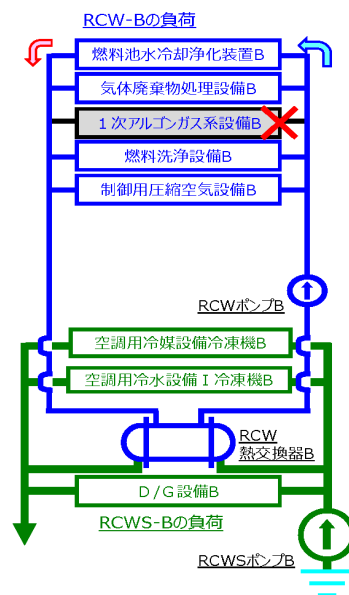 RCW-Bの負荷
燃料池水冷却浄化装置B
気体廃棄物処理設備B
１次アルゴンガス系設備B
燃料洗浄設備B
制御用圧縮空気設備B
RCWポンプB
空調用冷媒設備冷凍機B
空調用冷水設備Ⅰ冷凍機B
RCW
熱交換器B
D/G設備B
RCWS-Bの負荷
RCWSポンプB